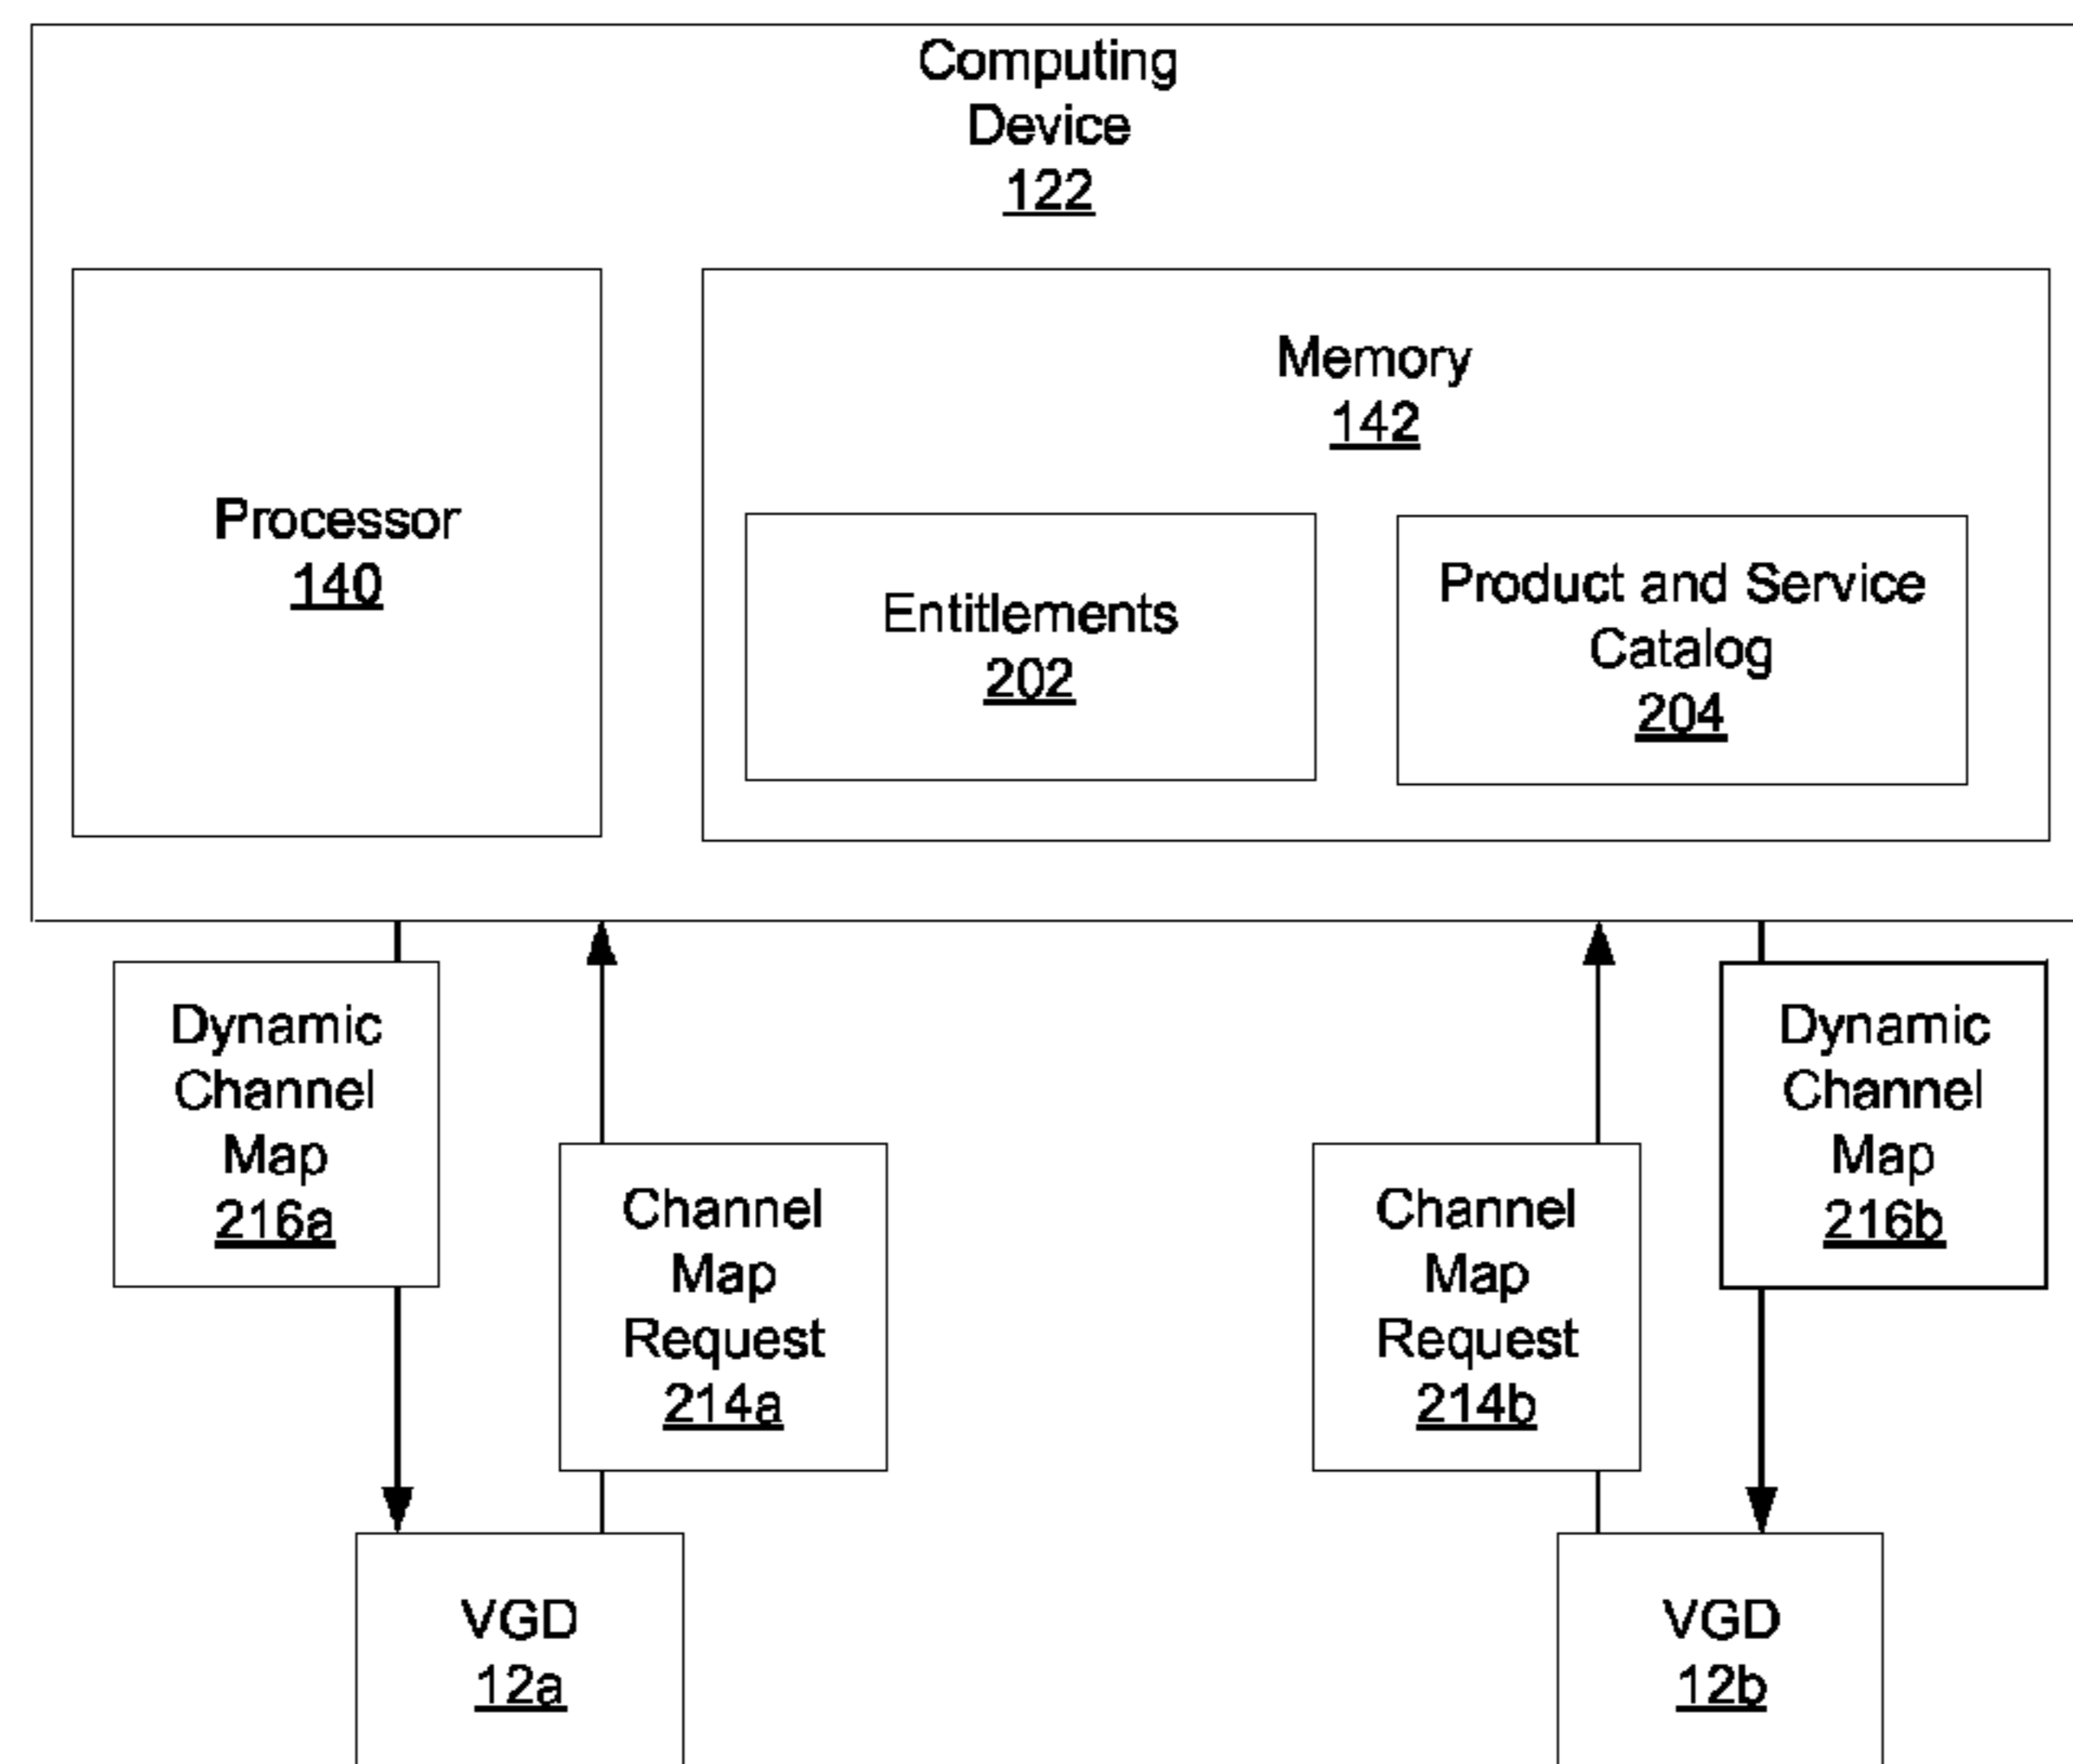 Computing
Device
122
Processor
140
Memory
142
Entitlements
202
Product and Service
Catalog
204
Dynamic
Channel
Map
216a
Channel
Map
Request
214a
Channel
Map
Request
214b
Dynamic
Channel
Map
216b
VGD
12a
VGD
12b